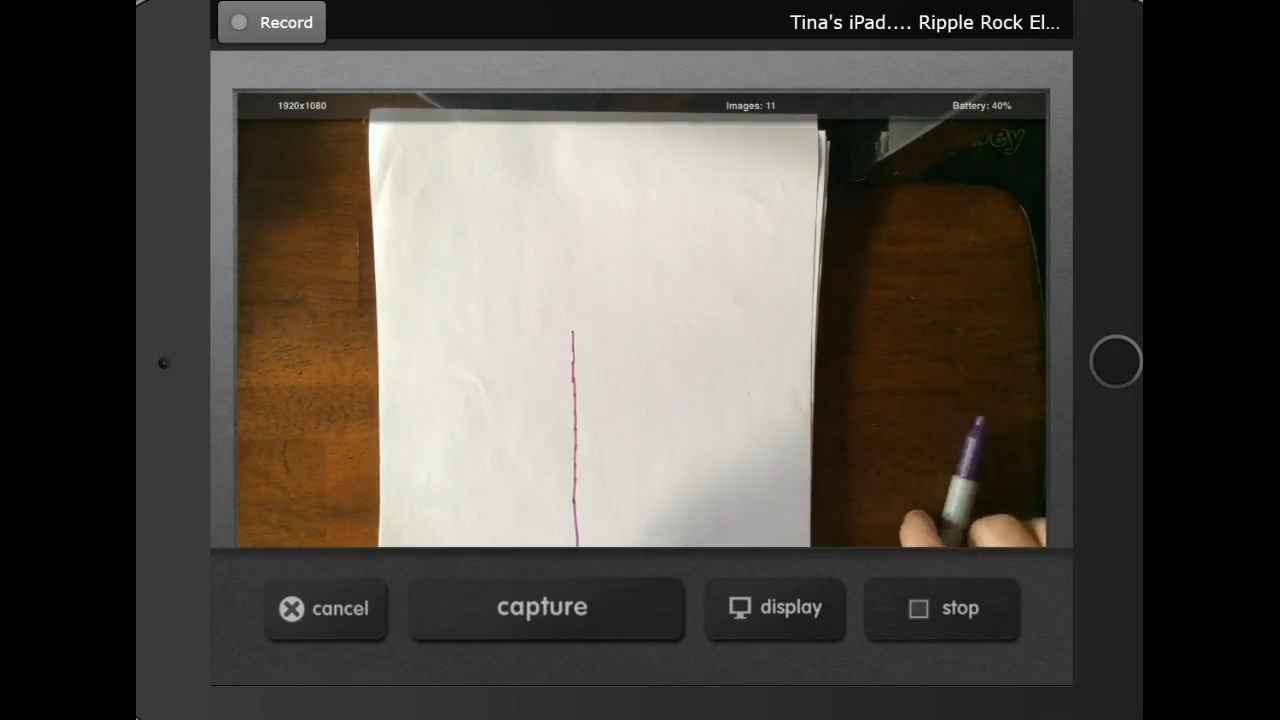 Record
Tina's iPad.... Ripple Rock El...
1920x1080
Images: 11
Battery: 40%
cancel
capture
display
stop